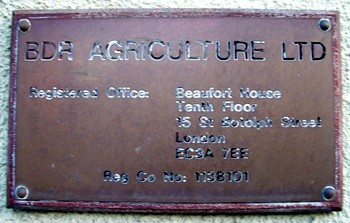 BDR AGRICULTURE LTD
Registered Office: Beaufort House
Tenth Floor
15 St Botolph Street
London
EC3A 7EE
Reg Co No: 1138101